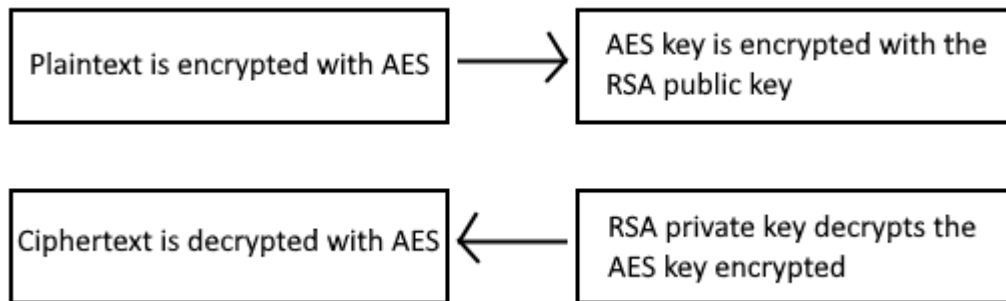 Plaintext is encrypted with AES
AES key is encrypted with the
RSA public key
Ciphertext is decrypted with AES
RSA private key decrypts the
AES key encrypted